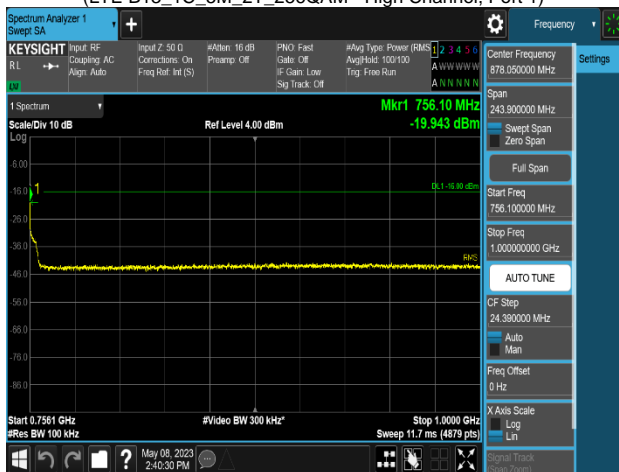 (LTE B13_1C_5M_2T_256QAM - High Channel, Port 1)
Spectrum Analyzer 1
Swept SA
+
Frequency
KEYSIGHT
RL
Input: RF
Coupling: AC
Align: Auto
Input Z: 50 Ω
Corrections: On
Freq Ref: Int (S)
#Atten: 16 dB
Preamp: Off
PNO: Fast
Gate: Off
IF Gain: Low
Sig Track: Off
#Avg Type: Power (RMS
Avg|Hold: 100/100
Trig: Free Run
1 2 3 4 5 6
A W W W W W
A N N N N N
1 Spectrum
Scale/Div 10 dB
Log
Ref Level 4.00 dBm
Mkr1 756.10 MHz
-19.943 dBm
-6.00
-16.0
1
DL1 -16.00 dBm
-26.0
-36.0
RMS
-46.0
-56.0
-66.0
-76.0
-86.0
Start 0.7561 GHz
#Res BW 100 kHz
#Video BW 300 kHz*
Stop 1.0000 GHz
Sweep 11.7 ms (4879 pts)
Center Frequency
878.050000 MHz
Settings
Span
243.900000 MHz
Swept Span
Zero Span
Full Span
Start Freq
756.100000 MHz
Stop Freq
1.000000000 GHz
AUTO TUNE
CF Step
24.390000 MHz
Auto
Man
Freq Offset
0 Hz
X Axis Scale
Log
Lin
Signal Track
(Span Zoom)
?
May 08, 2023
2:40:30 PM